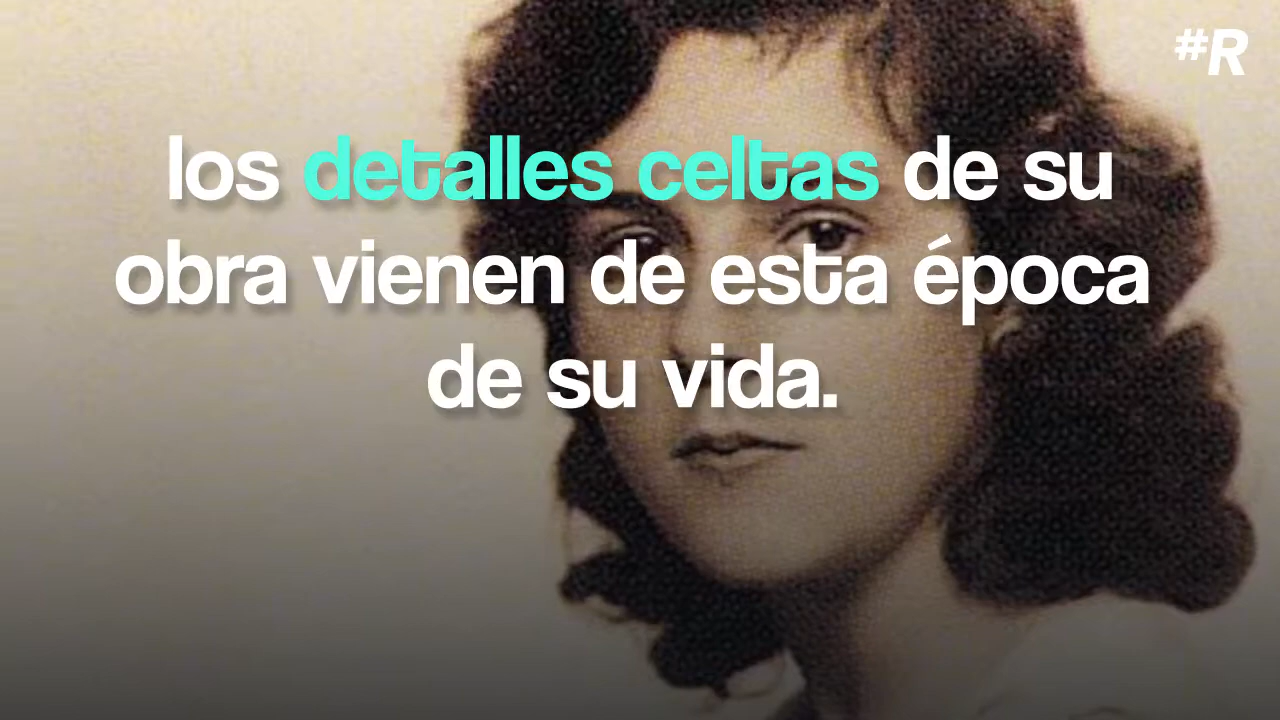 #R
los detalles celtas de su
obra vienen de esta época
de su vida.